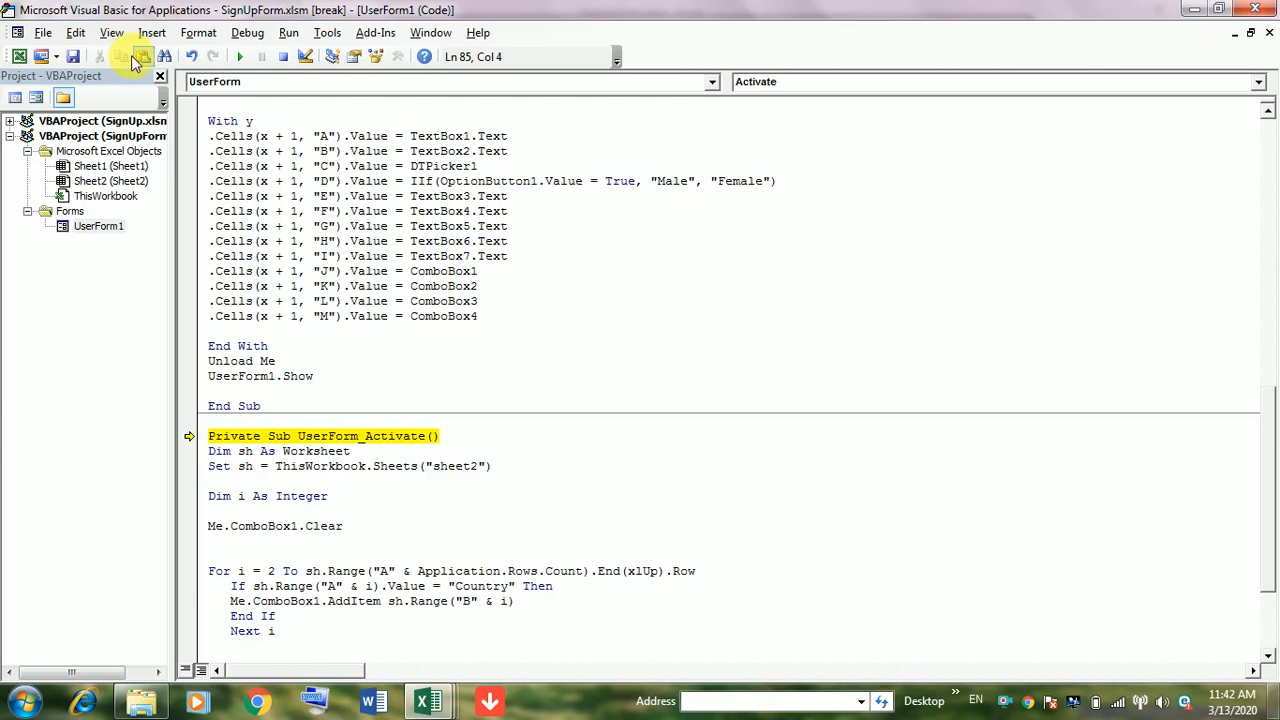 Microsoft Visual Basic for Applications - SignUpForm.xlsm [break] - [UserForm1 (Code)]
File Edit View Insert Format Debug Run Tools Add-Ins Window Help
Ln 85, Col 4
Project - VBAProject
UserForm
Activate
VBAProject (SignUp.xlsm
VBAProject (SignUpForm
Microsoft Excel Objects
Sheet1 (Sheet1)
Sheet2 (Sheet2)
ThisWorkbook
Forms
UserForm1
With y
.Cells(x + 1, "A").Value = TextBox1.Text
.Cells(x + 1, "B").Value = TextBox2.Text
.Cells(x + 1, "C").Value = DTPicker1
.Cells(x + 1, "D").Value = IIf(OptionButton1.Value = True, "Male", "Female")
.Cells(x + 1, "E").Value = TextBox3.Text
.Cells(x + 1, "F").Value = TextBox4.Text
.Cells(x + 1, "G").Value = TextBox5.Text
.Cells(x + 1, "H").Value = TextBox6.Text
.Cells(x + 1, "I").Value = TextBox7.Text
.Cells(x + 1, "J").Value = ComboBox1
.Cells(x + 1, "K").Value = ComboBox2
.Cells(x + 1, "L").Value = ComboBox3
.Cells(x + 1, "M").Value = ComboBox4
End With
Unload Me
UserForm1.Show
End Sub
Private Sub UserForm_Activate()
Dim sh As Worksheet
Set sh = ThisWorkbook.Sheets("sheet2")
Dim i As Integer
Me.ComboBox1.Clear
For i = 2 To sh.Range("A" & Application.Rows.Count).End(xlUp).Row
If sh.Range("A" & i).Value = "Country" Then
Me.ComboBox1.AddItem sh.Range("B" & i)
End If
Next i
Address
Desktop
EN
11:42 AM
3/13/2020